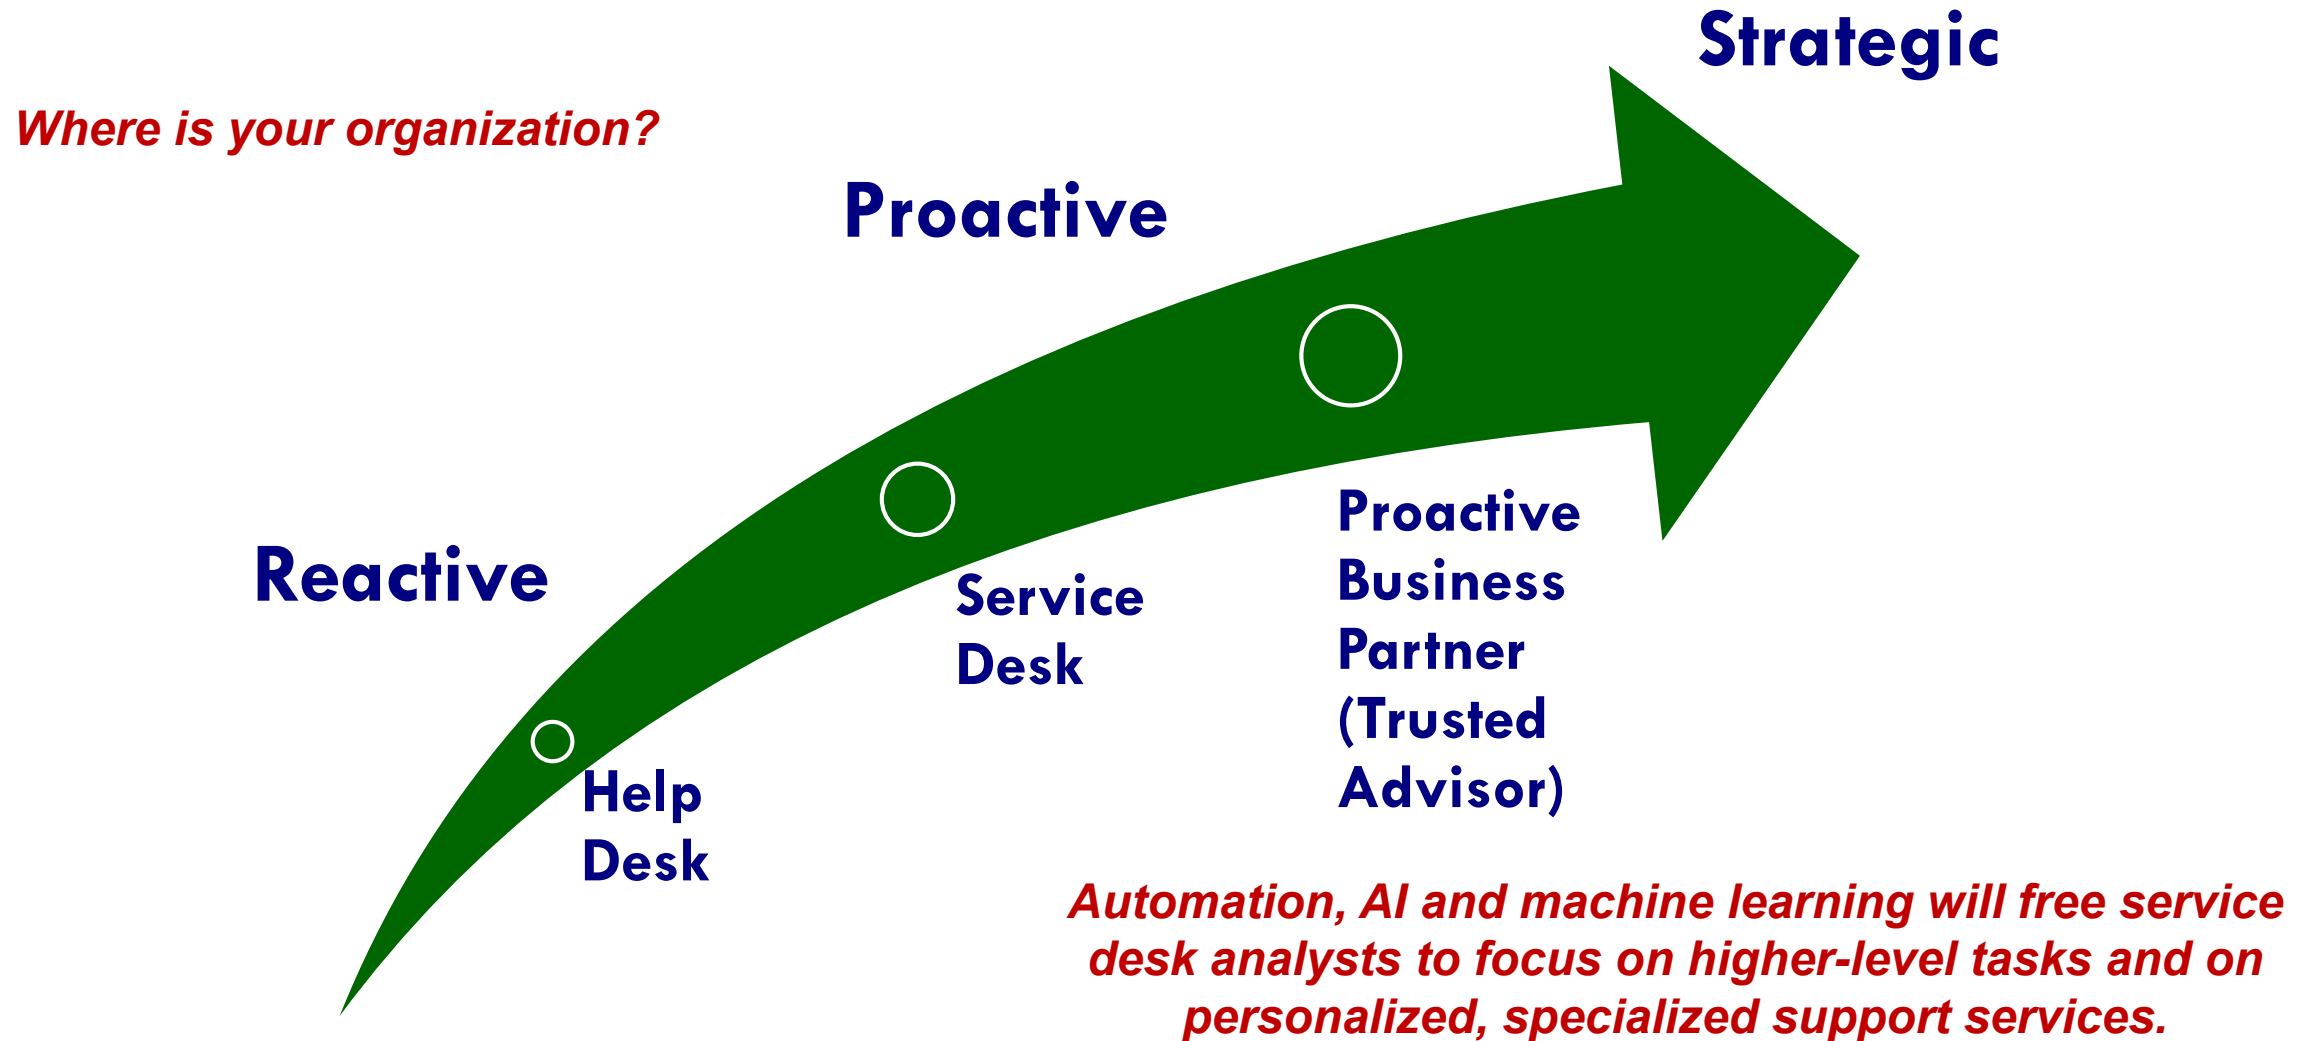 Strategic
Where is your organization?
Proactive
Reactive
Help
Desk
Service
Desk
Proactive
Business
Partner
(Trusted
Advisor)
Automation, AI and machine learning will free service
desk analysts to focus on higher-level tasks and on
personalized, specialized support services.